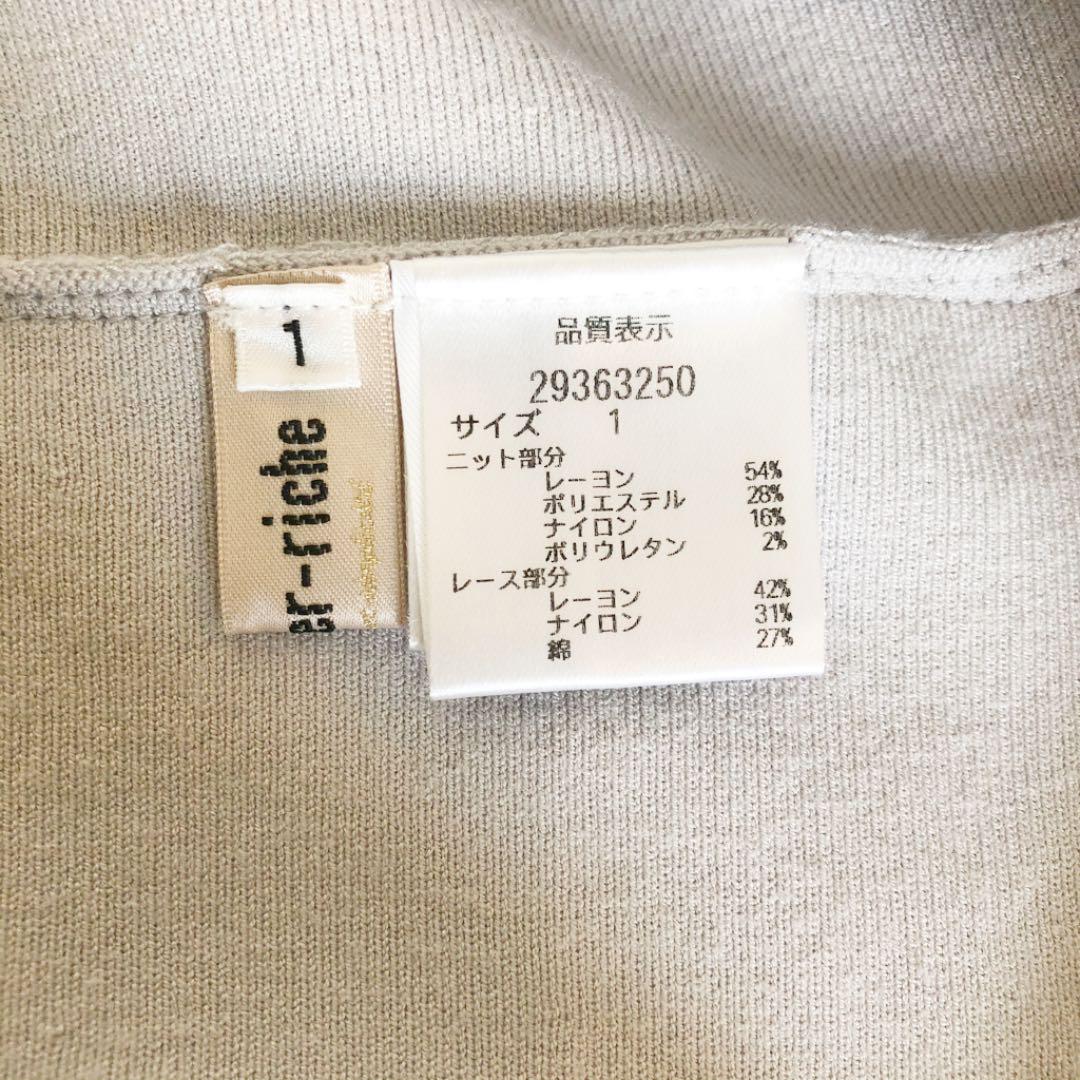 1
er-riche
品質表示
29363250
サイズ 1
ニット部分
レーヨン 54%
ポリエステル 28%
ナイロン 16%
ポリウレタン 2%
レース部分
レーヨン 42%
ナイロン 31%
綿 27%